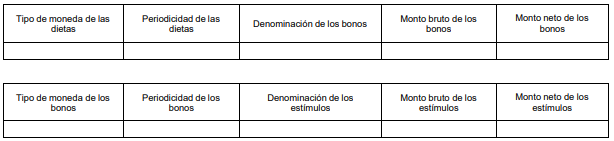 Tipo de moneda de las
dietas
Periodicidad de las
dietas
Denominación de los bonos
Monto bruto de los
bonos
Monto neto de los
bonos
Tipo de moneda de los
bonos
Periodicidad de los
bonos
Denominación de los
estímulos
Monto bruto de los
estímulos
Monto neto de los
estímulos